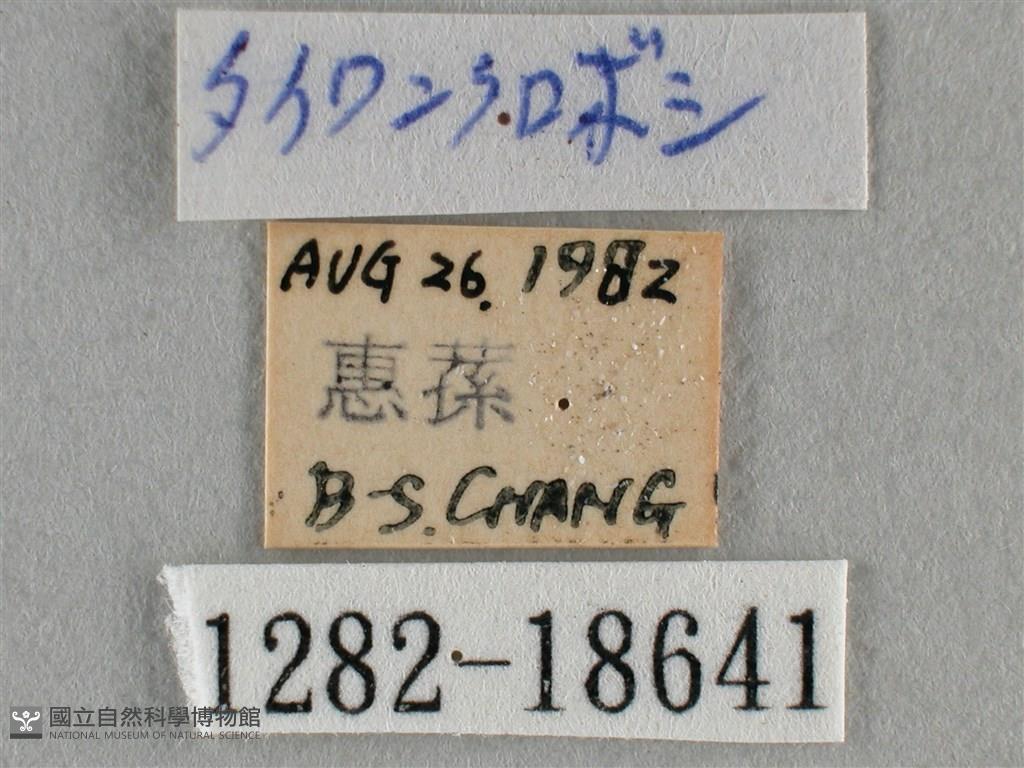 タイワンクロボシ
AUG 26. 1982
惠蓀
B-S. CHANG
1282-18641
國立自然科學博物館
NATIONAL MUSEUM OF NATURAL SCIENCE